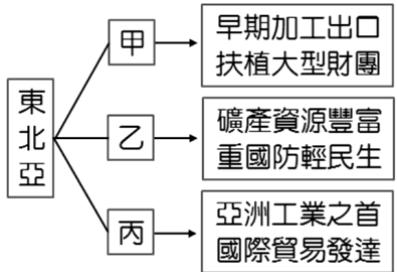 東北亞
甲
早期加工出口
扶植大型財團
乙
礦產資源豐富
重國防輕民生
丙
亞洲工業之首
國際貿易發達